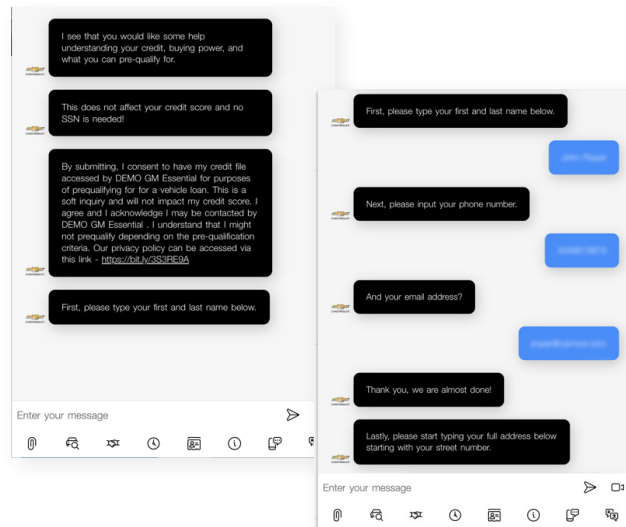 I see that you would like some help
understanding your credit, buying power, and
what you can pre-qualify for.
This does not affect your credit score and no
SSN is needed!
By submitting, I consent to have my credit file
accessed by DEMO GM Essential for purposes
of prequalifying for for a vehicle loan. This is a
soft inquiry and will not impact my credit score. I
agree and I acknowledge I may be contacted by
DEMO GM Essential . I understand that I might
not prequalify depending on the pre-qualification
criteria. Our privacy policy can be accessed via
this link - https://bit.ly/3S3RE9A
First, please type your first and last name below.
Enter your message
First, please type your first and last name below.
Next, please input your phone number.
And your email address?
Thank you, we are almost done!
Lastly, please start typing your full address below
starting with your street number.
Enter your message